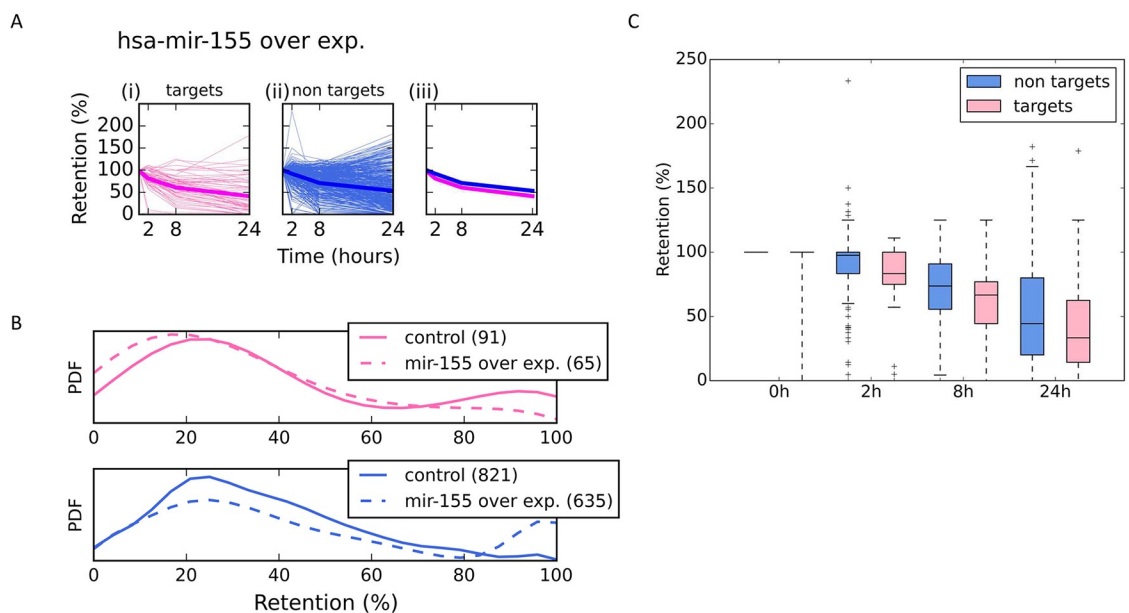 A
hsa-mir-155 over exp.
(i) targets
(ii) non targets
(iii)
Retention (%)
200
150
100
50
0
2 8 24
2 8 24
2 8 24
Time (hours)
B
PDF
control (91)
mir-155 over exp. (65)
0 20 40 60 80 100
PDF
control (821)
mir-155 over exp. (635)
0 20 40 60 80 100
Retention (%)
C
Retention (%)
250
200
150
100
50
0
non targets
targets
0h 2h 8h 24h